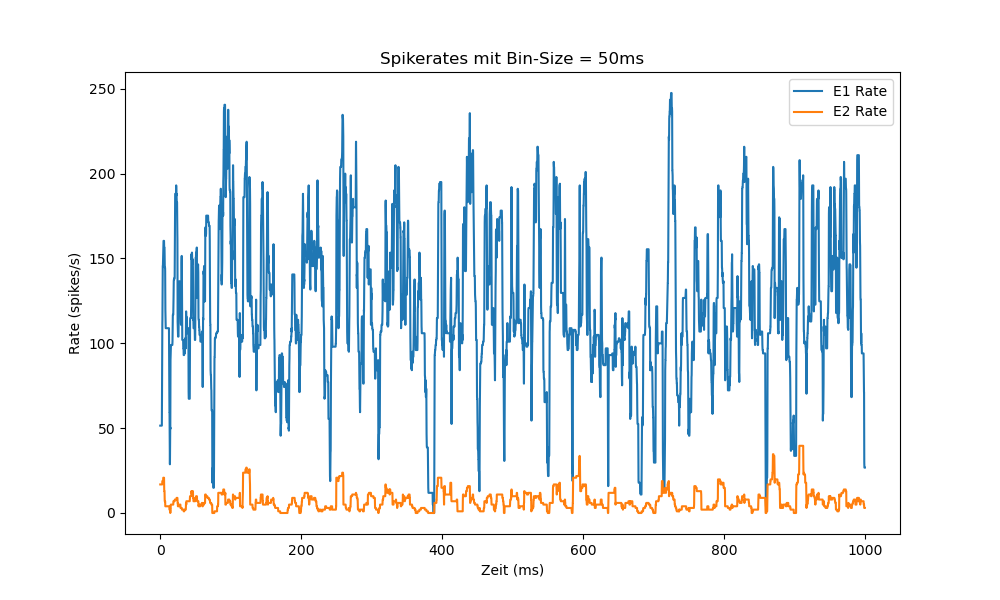 Spikerates mit Bin-Size = 50ms
E1 Rate
E2 Rate
Rate (spikes/s)
250
200
150
100
50
0
0 200 400 600 800 1000
Zeit (ms)